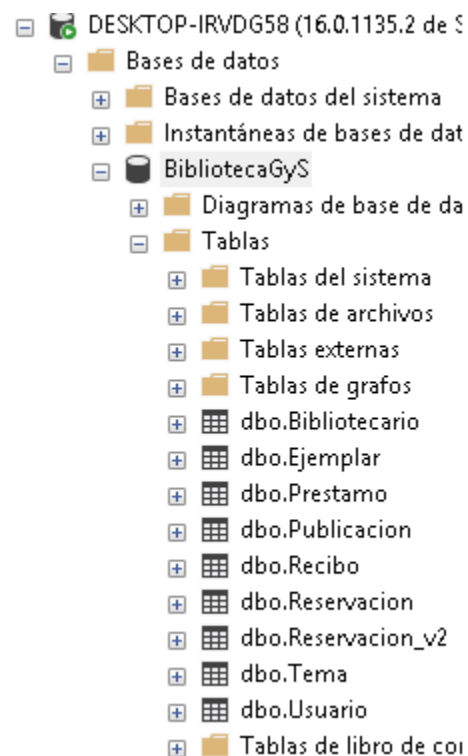 DESKTOP-IRVDG58 (16.0.1135.2 de
Bases de datos
Bases de datos del sistema
Instantáneas de bases de
BibliotecaGyS
Diagramas de base de
Tablas
Tablas del sistema
Tablas de archivos
Tablas externas
Tablas de grafos
dbo.Bibliotecario
dbo.Ejemplar
dbo.Prestamo
dbo.Publicacion
dbo.Recibo
dbo.Reservacion
dbo.Reservacion_v2
dbo.Tema
dbo.Usuario
Tablas de libro de